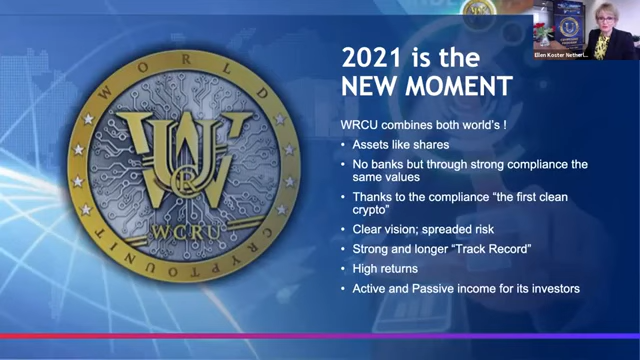 2021 is the
NEW MOMENT
Ellen Koster Netherl...
WRCU combines both world's !
• Assets like shares
• No banks but through strong compliance the
same values
• Thanks to the compliance “the first clean
crypto”
• Clear vision; spreaded risk
• Strong and longer “Track Record”
• High returns
• Active and Passive income for its investors
WORLD
WCRU
CRYPTOUNIT